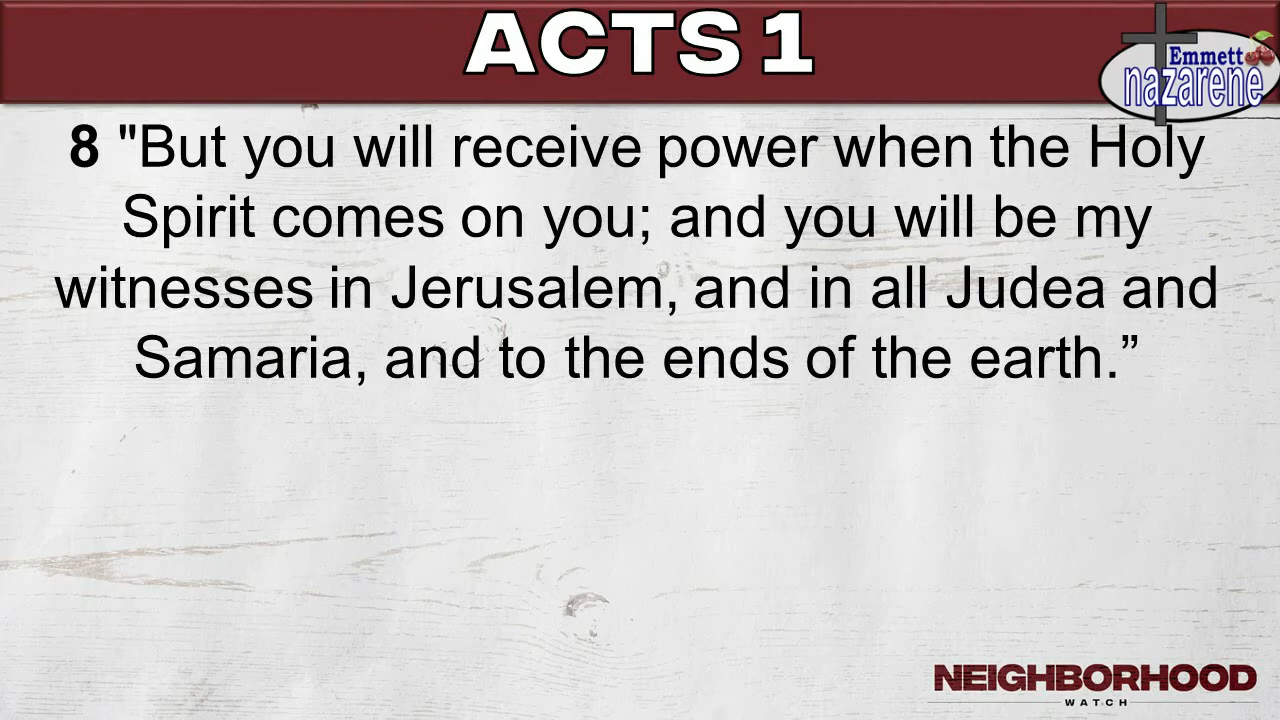 ACTS 1
Emmett
nazarene
8 "But you will receive power when the Holy
Spirit comes on you; and you will be my
witnesses in Jerusalem, and in all Judea and
Samaria, and to the ends of the earth.”
NEIGHBORHOOD
WATCH